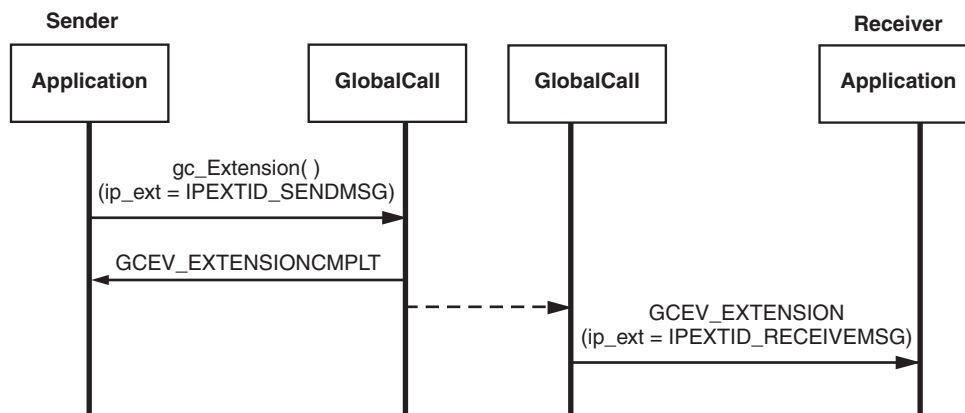 Sender
Receiver
Application
GlobalCall
GlobalCall
Application
gc_Extension( )
(ip_ext = IPEXTID_SENDMSG)
GCEV_EXTENSIONCMPLT
GCEV_EXTENSION
(ip_ext = IPEXTID_RECEIVEMSG)